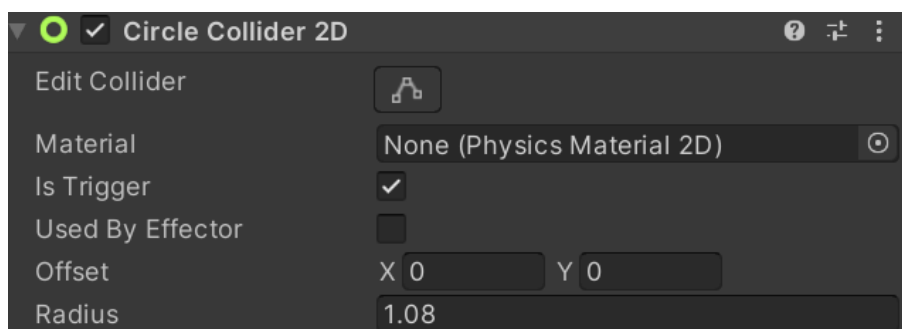 Circle Collider 2D
Edit Collider
Material None (Physics Material 2D)
Is Trigger
Used By Effector
Offset X 0 Y 0
Radius 1.08